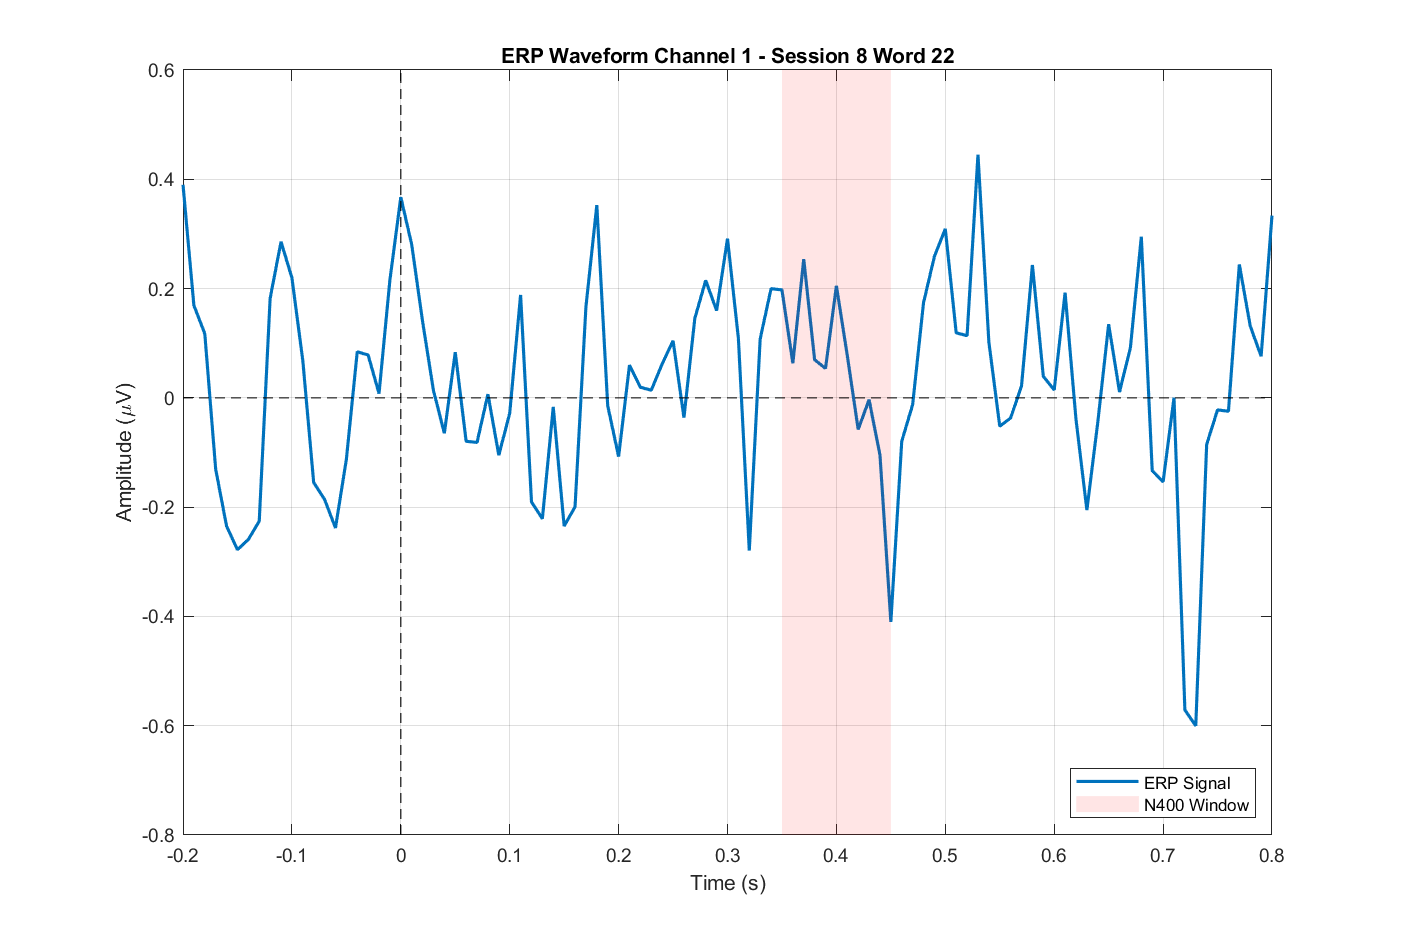 ERP Waveform Channel 1 - Session 8 Word 22
0.6
0.4
0.2
0
-0.2
-0.4
-0.6
-0.8
Amplitude (μV)
-0.2 -0.1 0 0.1 0.2 0.3 0.4 0.5 0.6 0.7 0.8
Time (s)
ERP Signal
N400 Window